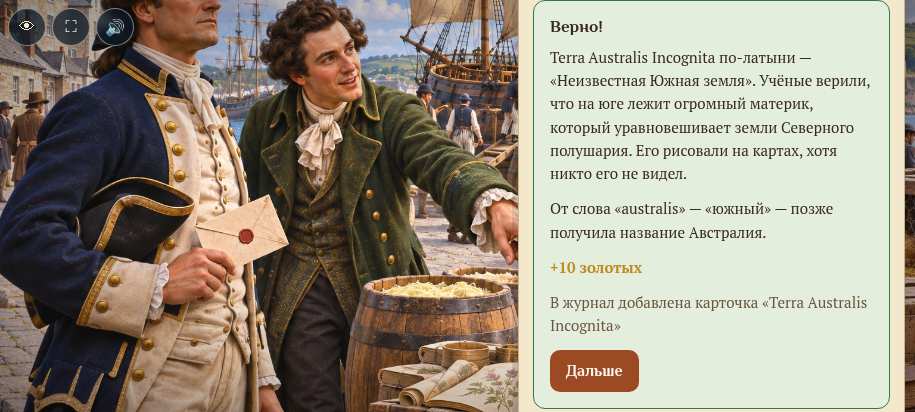 Верно!
Terra Australis Incognita по-латыни —
«Неизвестная Южная земля». Учёные верили,
что на юге лежит огромный материк,
который уравновешивает земли Северного
полушария. Его рисовали на картах, хотя
никто его не видел.
От слова «australis» — «южный» — позже
получила название Австралия.
+10 золотых
В журнал добавлена карточка «Terra Australis
Incognita»
Дальше